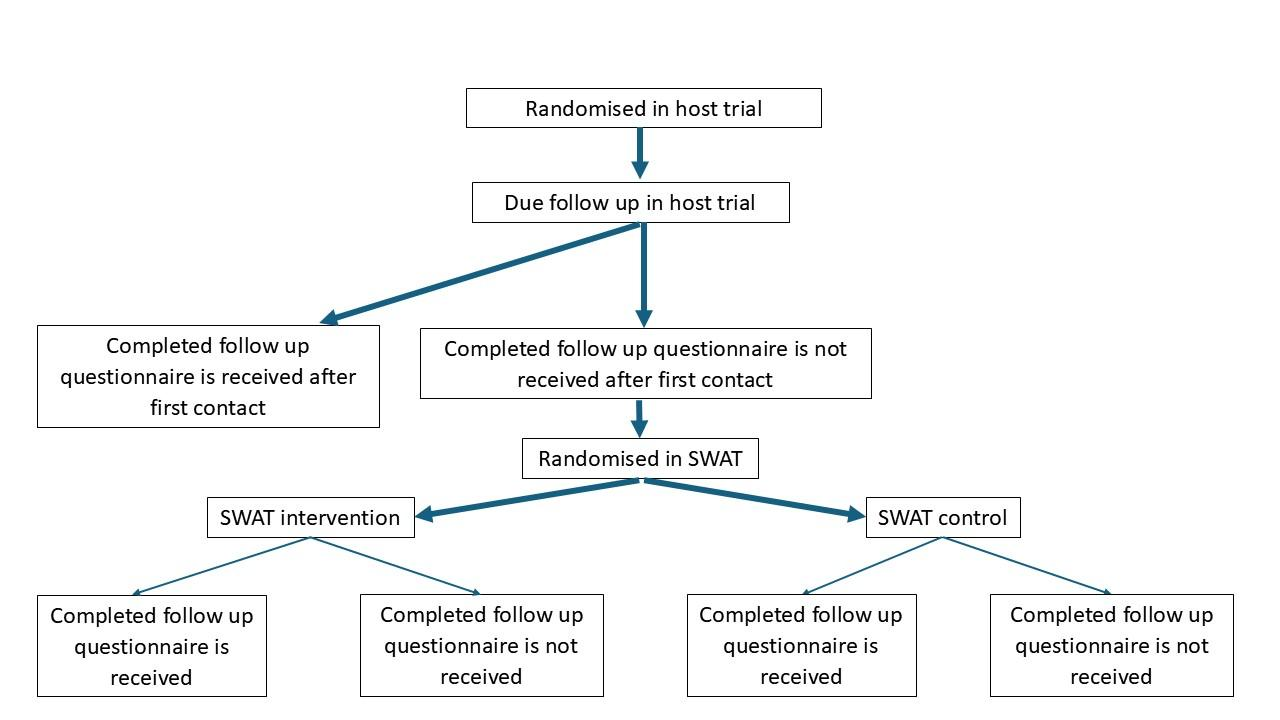 Randomised in host trial
Due follow up in host trial
Completed follow up
questionnaire is received after
first contact
Completed follow up questionnaire is not
received after first contact
Randomised in SWAT
SWAT intervention
SWAT control
Completed follow up
questionnaire is
received
Completed follow up
questionnaire is not
received
Completed follow up
questionnaire is
received
Completed follow up
questionnaire is not
received